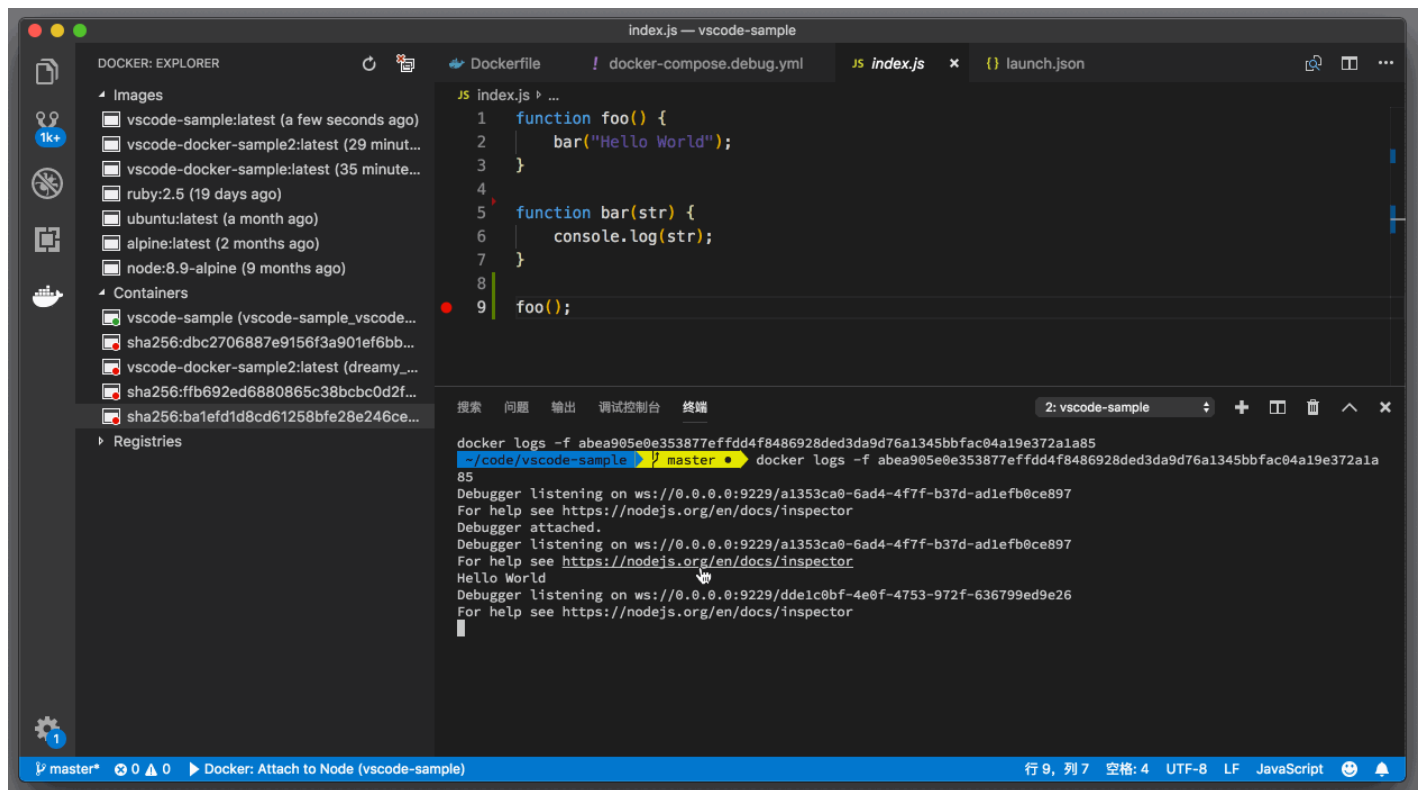 index.js — vscode-sample
DOCKER: EXPLORER
Dockerfile
! docker-compose.debug.yml
JS index.js ×
{} launch.json
1k+
Images
vscode-sample:latest (a few seconds ago)
vscode-docker-sample2:latest (29 minut...
vscode-docker-sample:latest (35 minute...
ruby:2.5 (19 days ago)
ubuntu:latest (a month ago)
alpine:latest (2 months ago)
node:8.9-alpine (9 months ago)
Containers
vscode-sample (vscode-sample_vscode...
sha256:dbc2706887e9156f3a901ef6bb...
vscode-docker-sample2:latest (dreamy_...
sha256:ffb692ed6880865c38bcbc0d2f...
sha256:ba1efd1d8cd61258bfe28e246ce...
Registries
JS index.js ...
1 function foo() {
2 bar("Hello World");
3 }
4
5 function bar(str) {
6 console.log(str);
7 }
8
9 foo();
搜索 问题 输出 调试控制台 终端
2: vscode-sample
docker logs -f abea905e0e353877effdd4f8486928ded3da9d76a1345bbfac04a19e372a1a85
~/code/vscode-sample master ● docker logs -f abea905e0e353877effdd4f8486928ded3da9d76a1345bbfac04a19e372a1a
85
Debugger listening on ws://0.0.0.0:9229/a1353ca0-6ad4-4f7f-b37d-ad1efb0ce897
For help see https://nodejs.org/en/docs/inspector
Debugger attached.
Debugger listening on ws://0.0.0.0:9229/a1353ca0-6ad4-4f7f-b37d-ad1efb0ce897
For help see https://nodejs.org/en/docs/inspector
Hello World
Debugger listening on ws://0.0.0.0:9229/dde1c0bf-4e0f-4753-972f-636799ed9e26
For help see https://nodejs.org/en/docs/inspector
1
master* 0 0 Docker: Attach to Node (vscode-sample)
行 9, 列 7 空格: 4 UTF-8 LF JavaScript